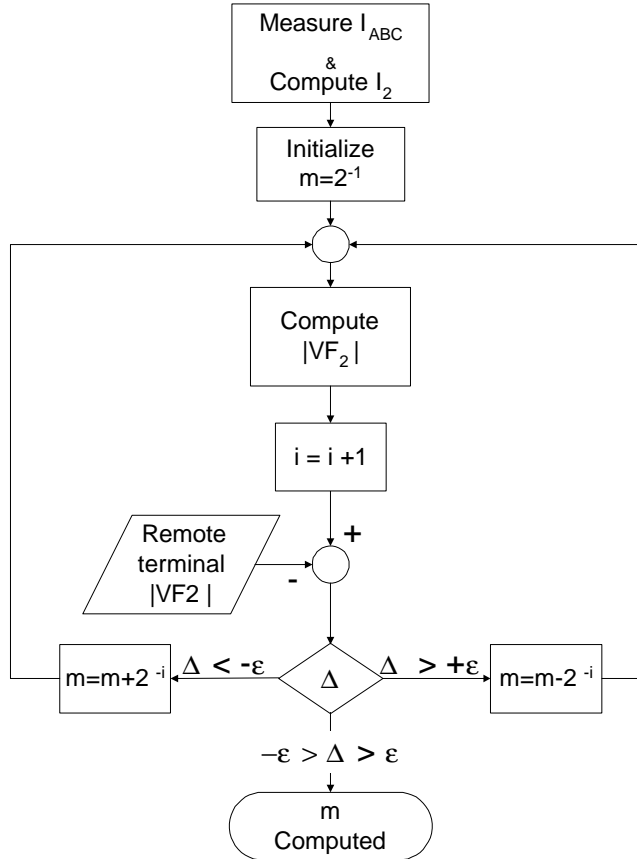 Measure I_ABC
&
Compute I_2
Initialize
m=2^-1
Compute
|VF_2|
i = i +1
Remote
terminal
|VF2 |
+
-
m=m+2^-i
Δ < -ε
Δ
Δ > +ε
m=m-2^-i
−ε > Δ > ε
m
Computed